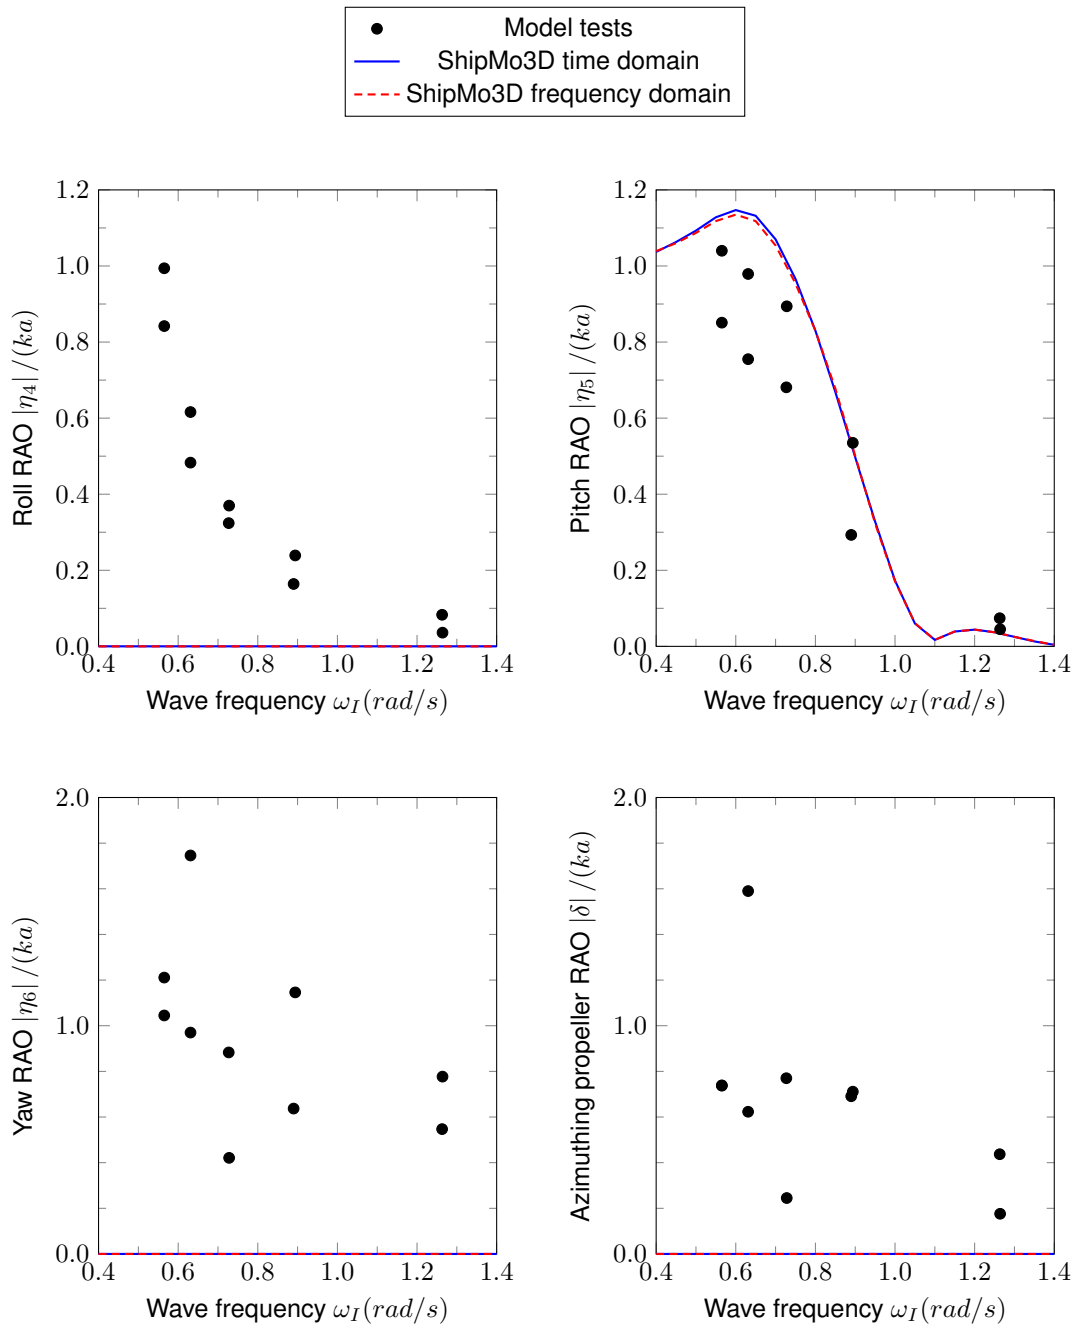 Model tests
ShipMo3D time domain
ShipMo3D frequency domain
1.2
1.0
0.8
0.6
0.4
0.2
0.0
0.4 0.6 0.8 1.0 1.2 1.4
Roll RAO |η4|/(ka)
Wave frequency ωI(rad/s)
1.2
1.0
0.8
0.6
0.4
0.2
0.0
0.4 0.6 0.8 1.0 1.2 1.4
Pitch RAO |η5|/(ka)
Wave frequency ωI(rad/s)
2.0
1.0
0.0
0.4 0.6 0.8 1.0 1.2 1.4
Yaw RAO |η6|/(ka)
Wave frequency ωI(rad/s)
2.0
1.0
0.0
0.4 0.6 0.8 1.0 1.2 1.4
Azimuthing propeller RAO |δ|/(ka)
Wave frequency ωI(rad/s)